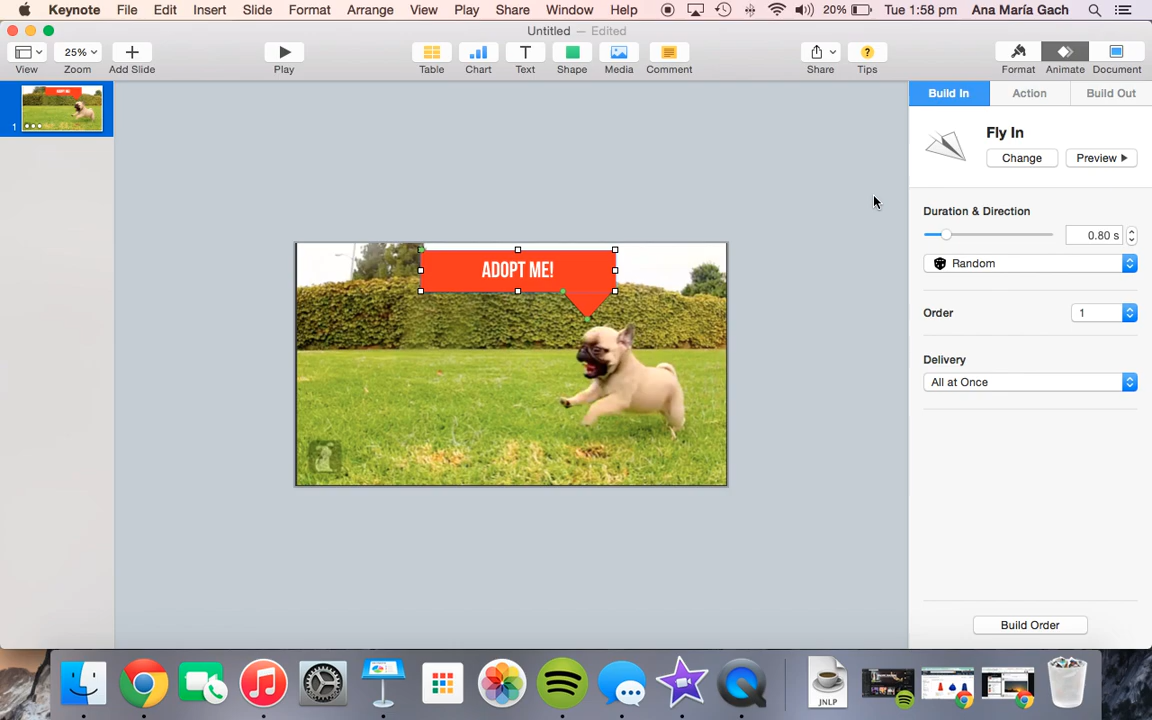 Keynote File Edit Insert Slide Format Arrange View Play Share Window Help 20% Tue 1:58 pm Ana María Gach
Untitled — Edited
25%
View Zoom Add Slide Play Table Chart Text Shape Media Comment Share Tips Format Animate Document
Build In Action Build Out
ADOPT ME!
1
Fly In
Change Preview
Duration & Direction
0.80 s
Random
ADOPT ME!
Order 1
Delivery
All at Once
Build Order
JNLP